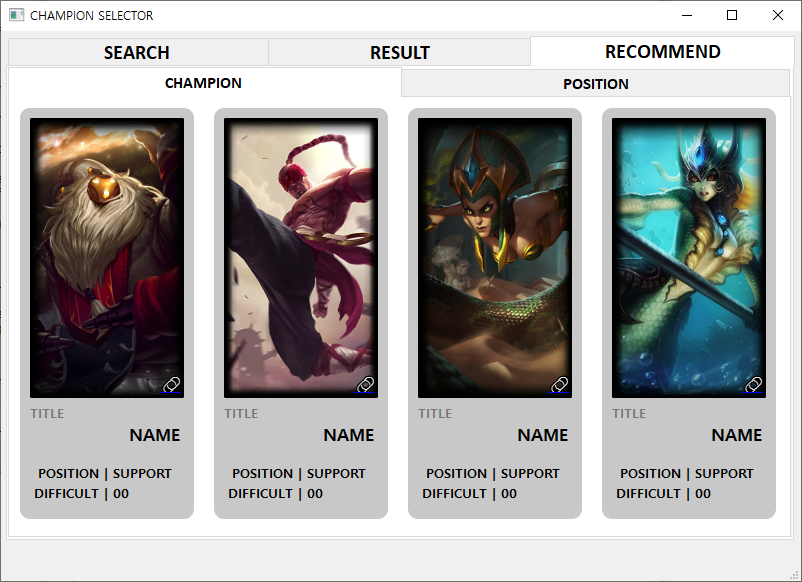 CHAMPION SELECTOR
SEARCH RESULT RECOMMEND
CHAMPION POSITION
TITLE TITLE TITLE TITLE
NAME NAME NAME NAME
POSITION | SUPPORT POSITION | SUPPORT POSITION | SUPPORT POSITION | SUPPORT
DIFFICULT | 00 DIFFICULT | 00 DIFFICULT | 00 DIFFICULT | 00